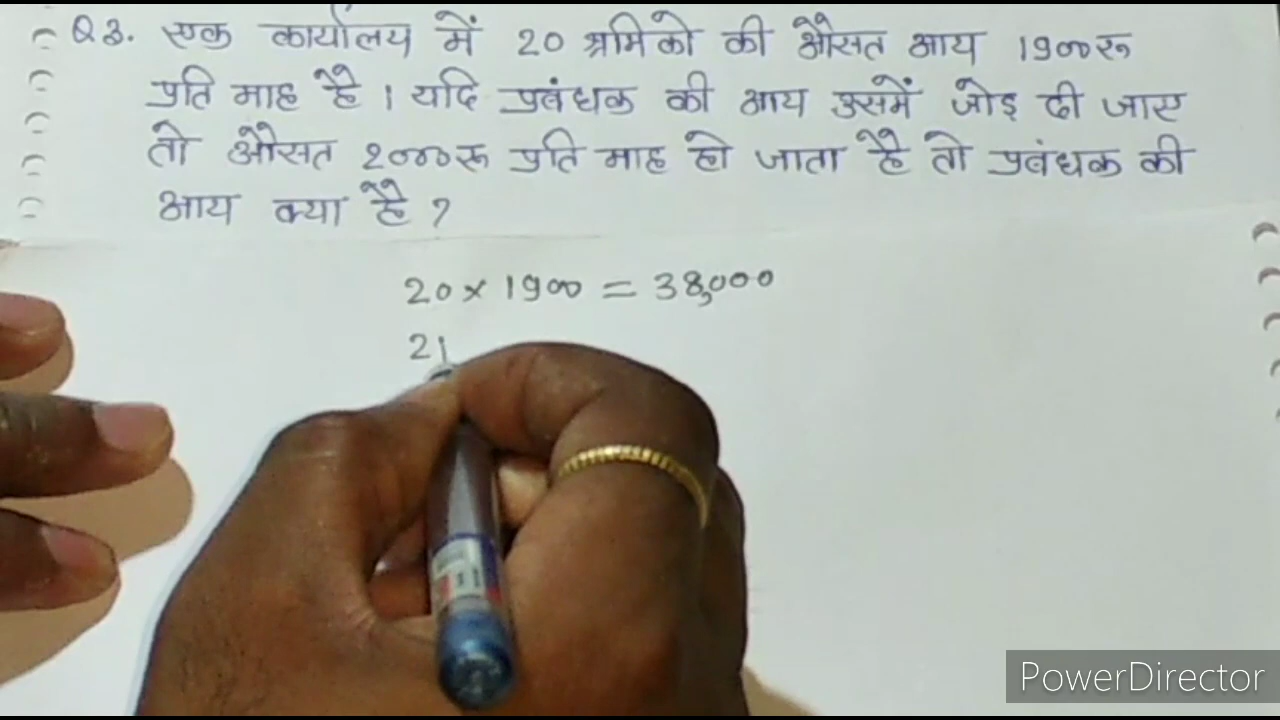 Q3. एक कार्यालय में 20 श्रमिको की औसत आय 1900रू
प्रति माह है । यदि प्रबंधक की आय उसमें जोड़ दी जाए
तो औसत 2000रू प्रति माह हो जाता है तो प्रबंधक की
आय क्या है ?
20 × 1900 = 38,000
21
PowerDirector